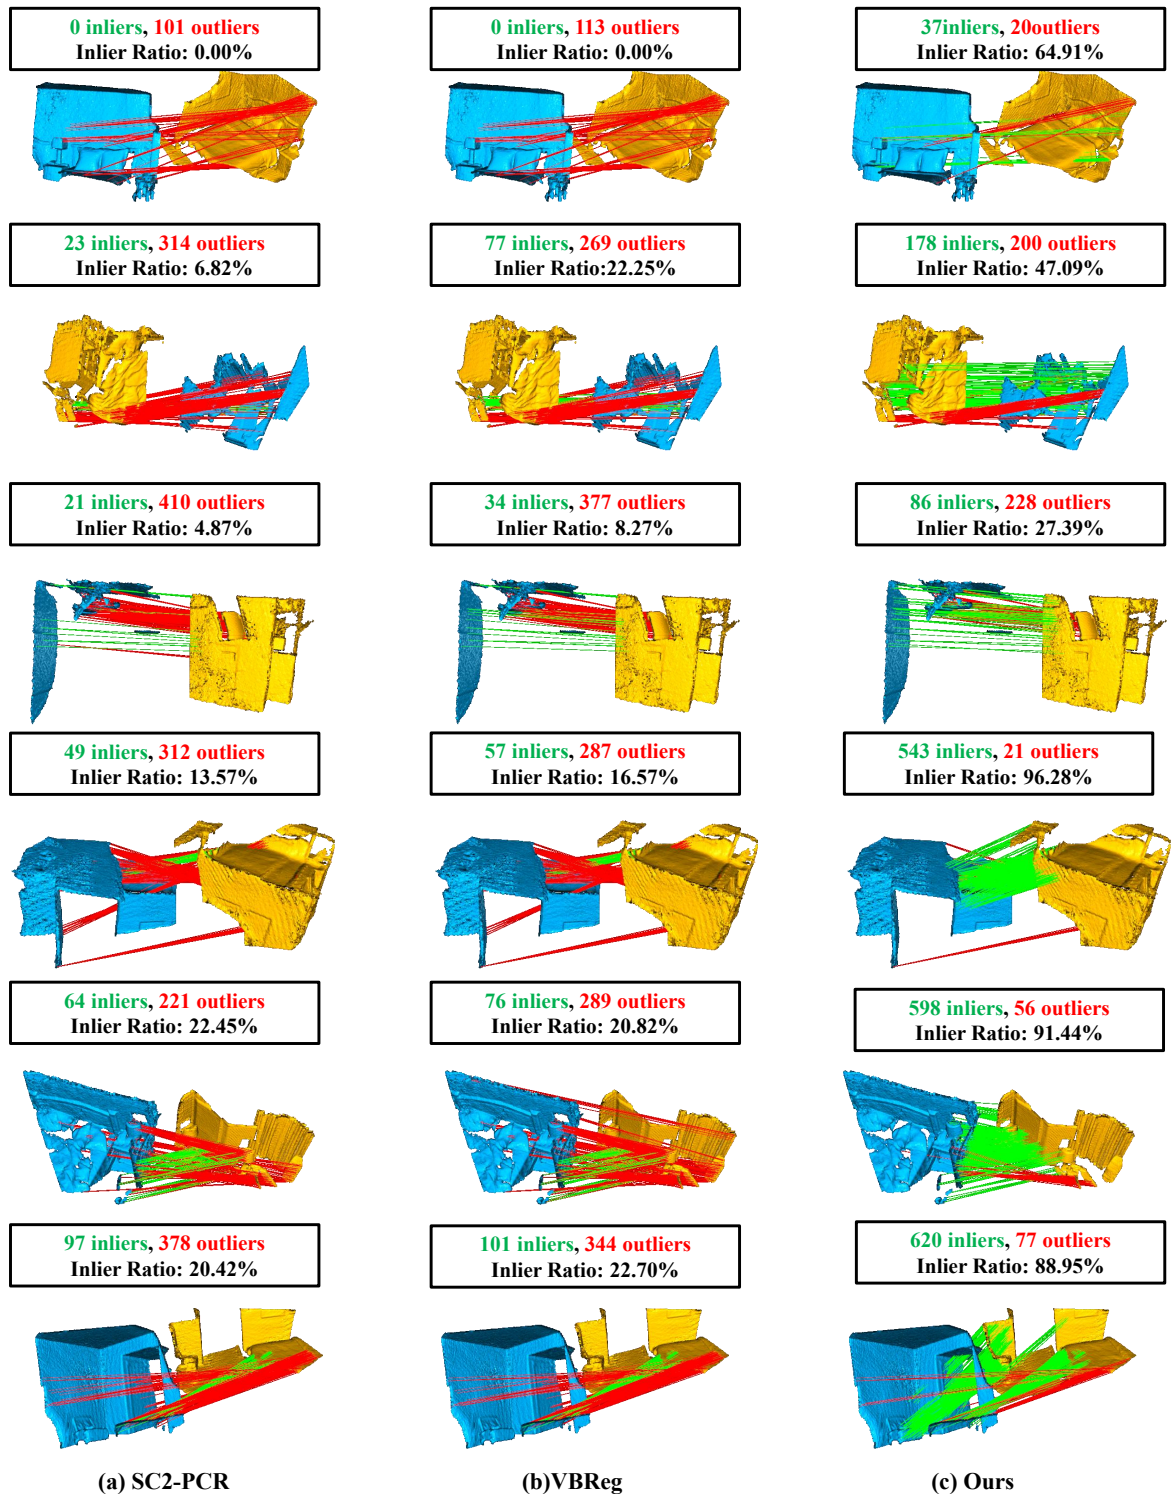 0 inliers, 101 outliers
Inlier Ratio: 0.00%
0 inliers, 113 outliers
Inlier Ratio: 0.00%
37inliers, 20outliers
Inlier Ratio: 64.91%
23 inliers, 314 outliers
Inlier Ratio: 6.82%
77 inliers, 269 outliers
Inlier Ratio:22.25%
178 inliers, 200 outliers
Inlier Ratio: 47.09%
21 inliers, 410 outliers
Inlier Ratio: 4.87%
34 inliers, 377 outliers
Inlier Ratio: 8.27%
86 inliers, 228 outliers
Inlier Ratio: 27.39%
49 inliers, 312 outliers
Inlier Ratio: 13.57%
57 inliers, 287 outliers
Inlier Ratio: 16.57%
543 inliers, 21 outliers
Inlier Ratio: 96.28%
64 inliers, 221 outliers
Inlier Ratio: 22.45%
76 inliers, 289 outliers
Inlier Ratio: 20.82%
598 inliers, 56 outliers
Inlier Ratio: 91.44%
97 inliers, 378 outliers
Inlier Ratio: 20.42%
101 inliers, 344 outliers
Inlier Ratio: 22.70%
620 inliers, 77 outliers
Inlier Ratio: 88.95%
(a) SC2-PCR
(b)VBReg
(c) Ours